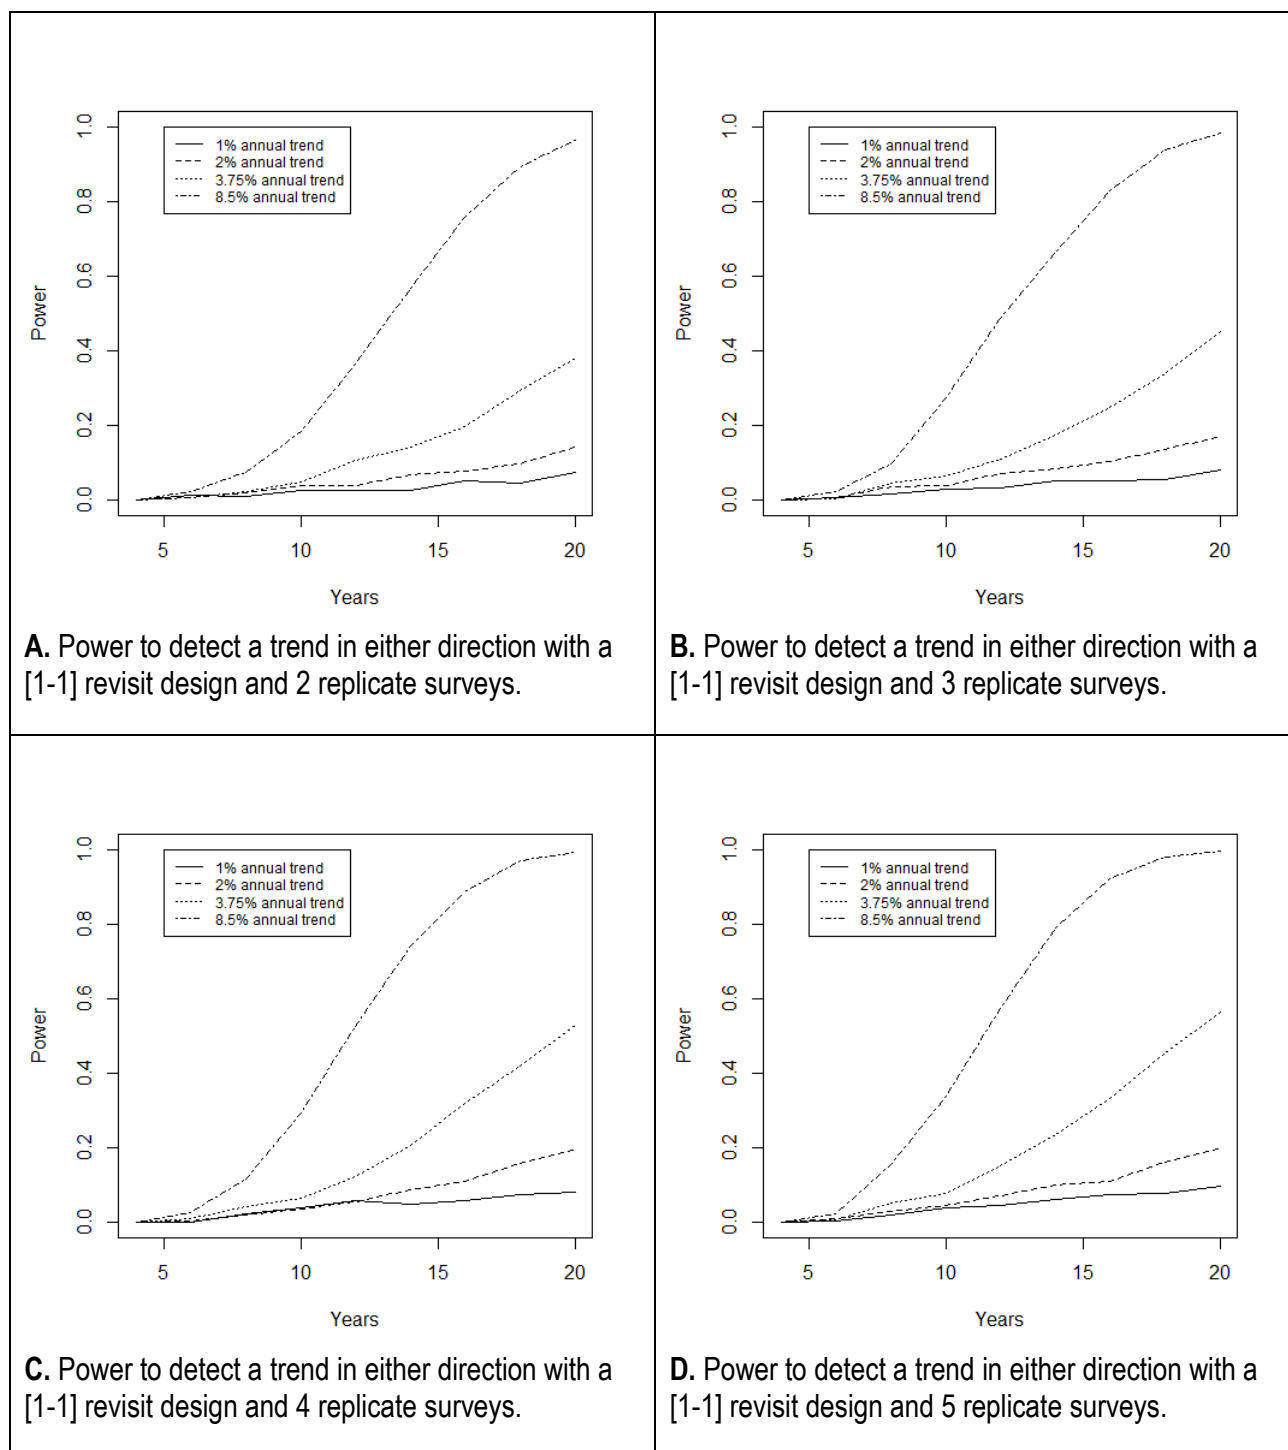 1% annual trend
2% annual trend
3.75% annual trend
8.5% annual trend
Power
0.0 0.2 0.4 0.6 0.8 1.0
5 10 15 20
Years
A. Power to detect a trend in either direction with a
[1-1] revisit design and 2 replicate surveys.
1% annual trend
2% annual trend
3.75% annual trend
8.5% annual trend
Power
0.0 0.2 0.4 0.6 0.8 1.0
5 10 15 20
Years
B. Power to detect a trend in either direction with a
[1-1] revisit design and 3 replicate surveys.
1% annual trend
2% annual trend
3.75% annual trend
8.5% annual trend
Power
0.0 0.2 0.4 0.6 0.8 1.0
5 10 15 20
Years
C. Power to detect a trend in either direction with a
[1-1] revisit design and 4 replicate surveys.
1% annual trend
2% annual trend
3.75% annual trend
8.5% annual trend
Power
0.0 0.2 0.4 0.6 0.8 1.0
5 10 15 20
Years
D. Power to detect a trend in either direction with a
[1-1] revisit design and 5 replicate surveys.